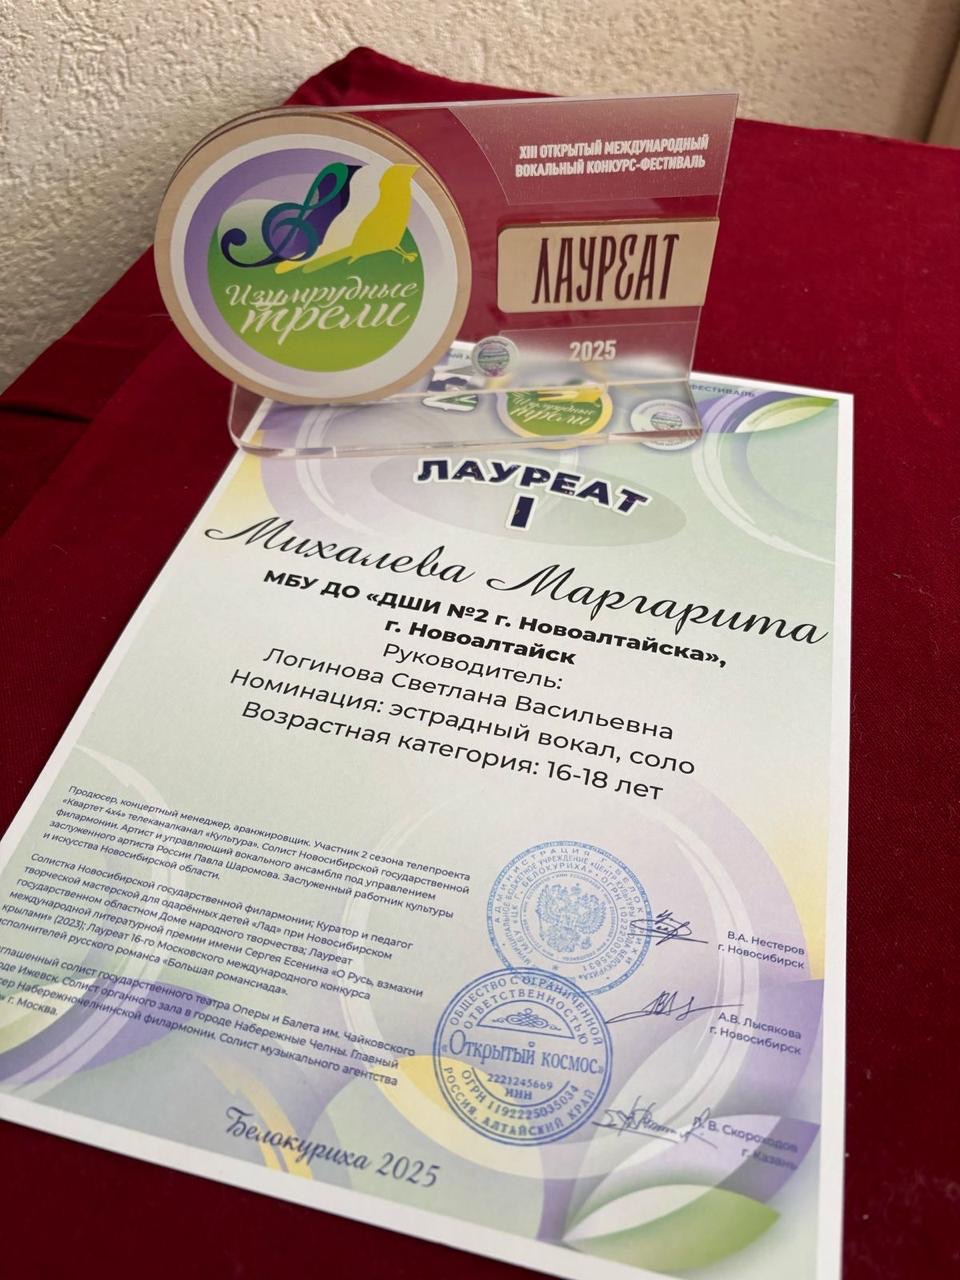 XIII ОТКРЫТЫЙ МЕЖДУНАРОДНЫЙ
ВОКАЛЬНЫЙ КОНКУРС-ФЕСТИВАЛЬ
Изумрудные
трели
ЛАУРЕАТ
2025
ФЕСТИВАЛЬ
ЛАУРЕАТ
I
Михалева Маргарита
МБУ ДО «ДШИ №2 г. Новоалтайска»,
г. Новоалтайск
Руководитель:
Логинова Светлана Васильевна
Номинация: эстрадный вокал, соло
Возрастная категория: 16-18 лет
Продюсер, концертный менеджер, аранжировщик. Участник 2 сезона телепроекта
«Квартет 4х4» телеканалканал «Культура», Солист Новосибирской государственной
филармонии. Артист и управляющий вокального ансамбля под управлением
заслуженного артиста России Павла Шаромова. Заслуженный работник культуры
и искусства Новосибирской области.
В.А. Нестеров
г. Новосибирск
Солистка Новосибирской государственной филармонии; Куратор и педагог
творческой мастерской для одарённых детей «Лад» при Новосибирском
государственном областном Доме народного творчества; Лауреат
международной литературной премии имени Сергея Есенина «О Русь, взмахни
крылами» (2023); Лауреат 16-го Московского международного конкурса
исполнителей русского романса «Большая романсиада».
А.В. Лысякова
г. Новосибирск
солист государственного театра Оперы и Балета им. Чайковского
Ижевск. Солист органного зала в городе Набережные Челны. Главный
Набережночелнинской филармонии. Солист музыкального агентства
г. Москва.
В. Скороходов
г. Казань
ОБЩЕСТВО С ОГРАНИЧЕННОЙ
ОТВЕТСТВЕННОСТЬЮ
«Открытый космос»
2221245669
ИНН
ОГРН 1192225035034
РОССИЯ, АЛТАЙСКИЙ КРАЙ
Белокуриха 2025